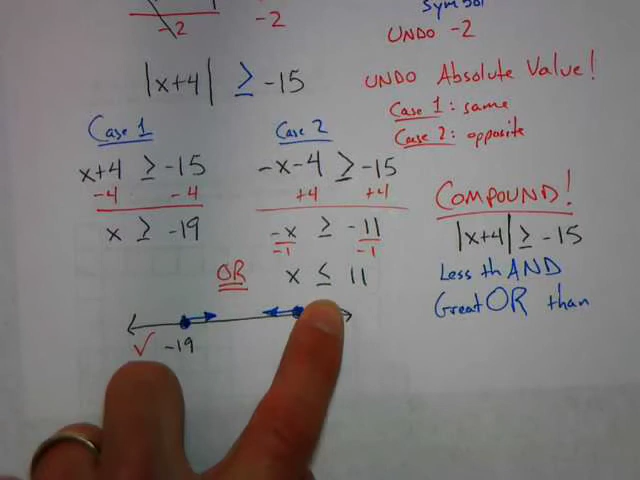 -2 -2
Symbol
UNDO -2
|x+4| ≥ -15
UNDO Absolute Value!
Case 1: same
Case 2: opposite
Case 1
x+4 ≥ -15
-4 -4
x ≥ -19
Case 2
-x-4 ≥ -15
+4 +4
-x ≥ -11
-1 -1
OR x ≤ 11
-19
COMPOUND!
|x+4| ≥ -15
Less thAND
GreatOR than